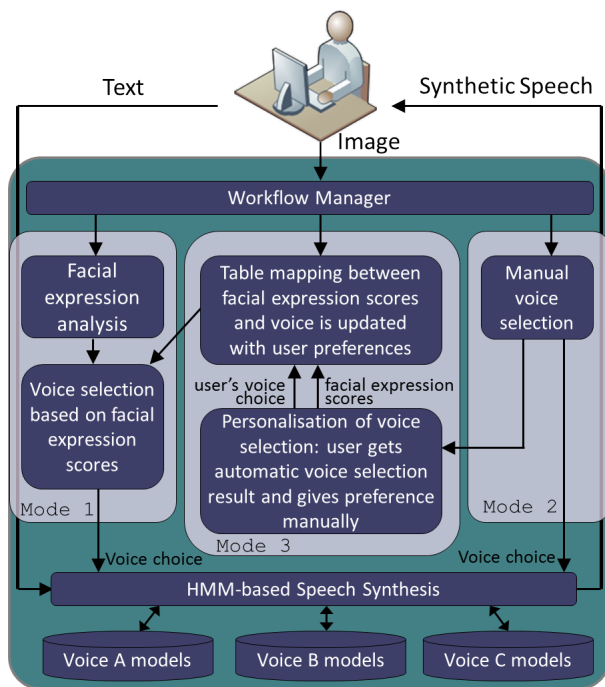 Text
Synthetic Speech
Image
Workflow Manager
Facial
expression
analysis
Table mapping between
facial expression scores
and voice is updated
with user preferences
Manual
voice
selection
user's voice
choice
facial expression
scores
Voice selection
based on facial
expression
scores
Personalisation of voice
selection: user gets
automatic voice selection
result and gives preference
manually
Mode 1
Mode 3
Mode 2
Voice choice
Voice choice
HMM-based Speech Synthesis
Voice A models
Voice B models
Voice C models